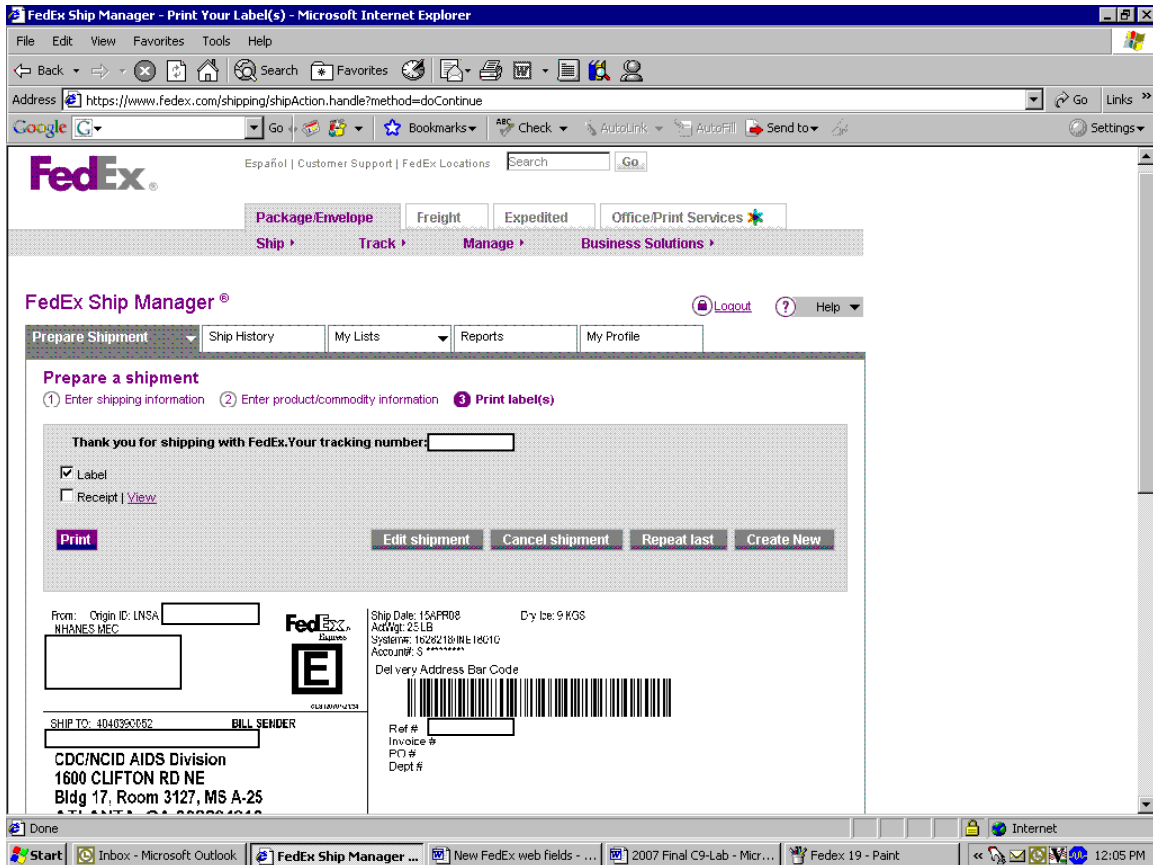 FedEx Ship Manager - Print Your Label(s) - Microsoft Internet Explorer
File Edit View Favorites Tools Help
Back Search Favorites
Address https://www.fedex.com/shipping/shipAction.handle?method=doContinue Go Links »
Google G Go Bookmarks ABC Check AutoLink AutoFill Send to Settings
FedEx® Español | Customer Support | FedEx Locations Search Go
Package/Envelope Freight Expedited Office/Print Services
Ship Track Manage Business Solutions
FedEx Ship Manager ® Logout ? Help
Prepare Shipment Ship History My Lists Reports My Profile
Prepare a shipment
1 Enter shipping information 2 Enter product/commodity information 3 Print label(s)
Thank you for shipping with FedEx.Your tracking number:
Label
Receipt | View
Print Edit shipment Cancel shipment Repeat last Create New
From: Origin ID: LNSA
NHANES MEC
FedEx.
Express
E
Ship Date: 15APR08 Dry Ice: 9 KGS
ActWgt: 25 LB
System#: 1628218/INET8010
Account#: S *********
Delivery Address Bar Code
SHIP TO: 4046390052 BILL SENDER
Ref #
Invoice #
PO #
Dept #
CDC/NCID AIDS Division
1600 CLIFTON RD NE
Bldg 17, Room 3127, MS A-25
ATLANTA, GA
Done Internet
Start Inbox - Microsoft Outlook FedEx Ship Manager ... New FedEx web fields - ... 2007 Final C9-Lab - Micr... Fedex 19 - Paint « 12:05 PM